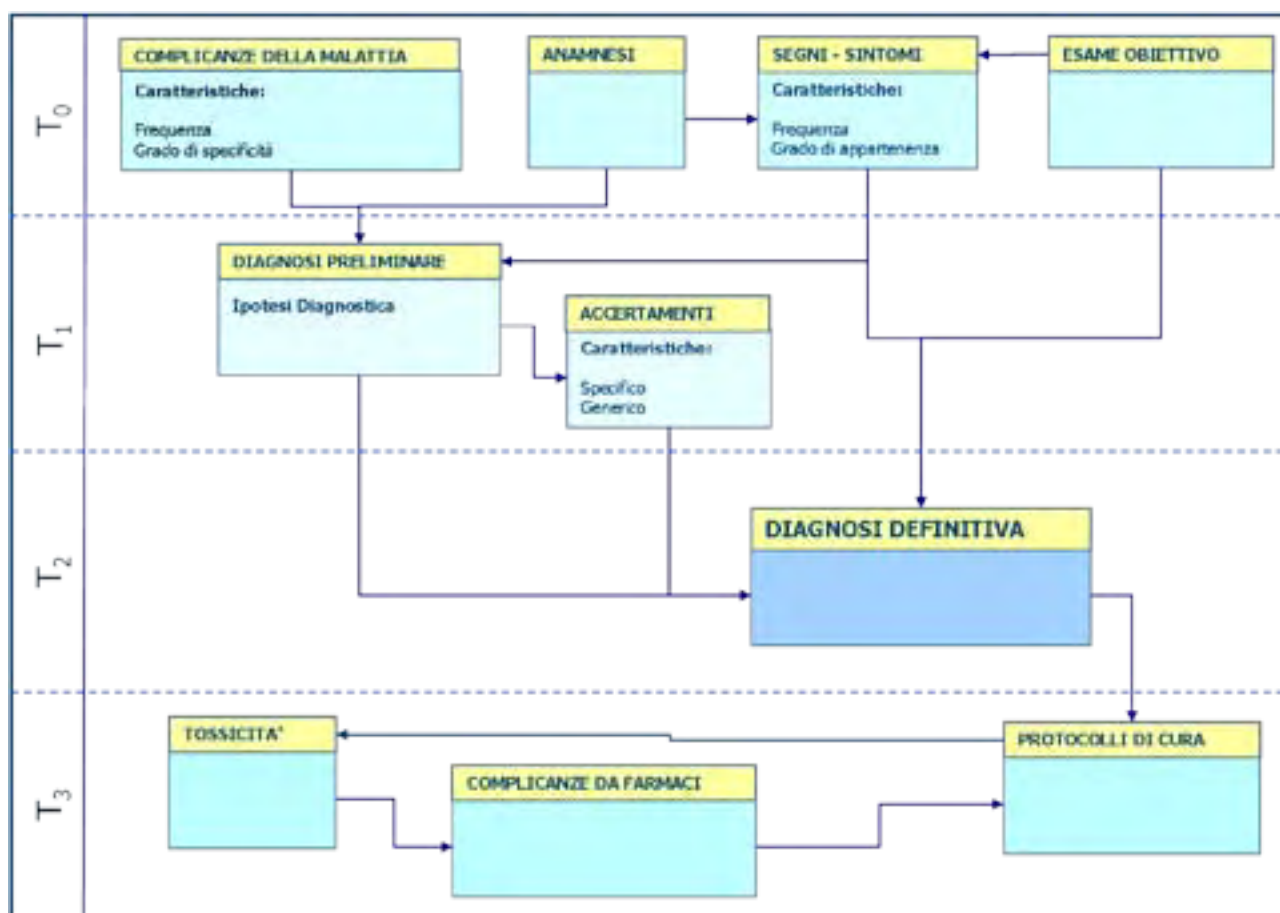 T0
COMPLICANZE DELLA MALATTIA
Caratteristiche:
Frequenza
Grado di specificità
ANAMNESI
SEGNI - SINTOMI
Caratteristiche:
Frequenza
Grado di appartenenza
ESAME OBIETTIVO
T1
DIAGNOSI PRELIMINARE
Ipotesi Diagnostica
ACCERTAMENTI
Caratteristiche:
Specifico
Generico
T2
DIAGNOSI DEFINITIVA
T3
TOSSICITA'
COMPLICANZE DA FARMACI
PROTOCOLLI DI CURA